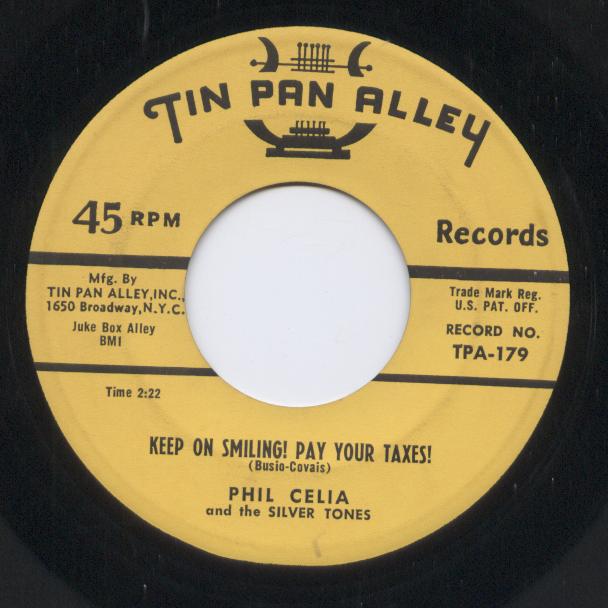 TIN PAN ALLEY
45 RPM
Records
Mfg. By
TIN PAN ALLEY, INC.,
1650 Broadway, N.Y.C.
Juke Box Alley
BMI
Trade Mark Reg.
U.S. PAT. OFF.
RECORD NO.
TPA-179
Time 2:22
KEEP ON SMILING! PAY YOUR TAXES!
(Busio-Covais)
PHIL CELIA
and the SILVER TONES